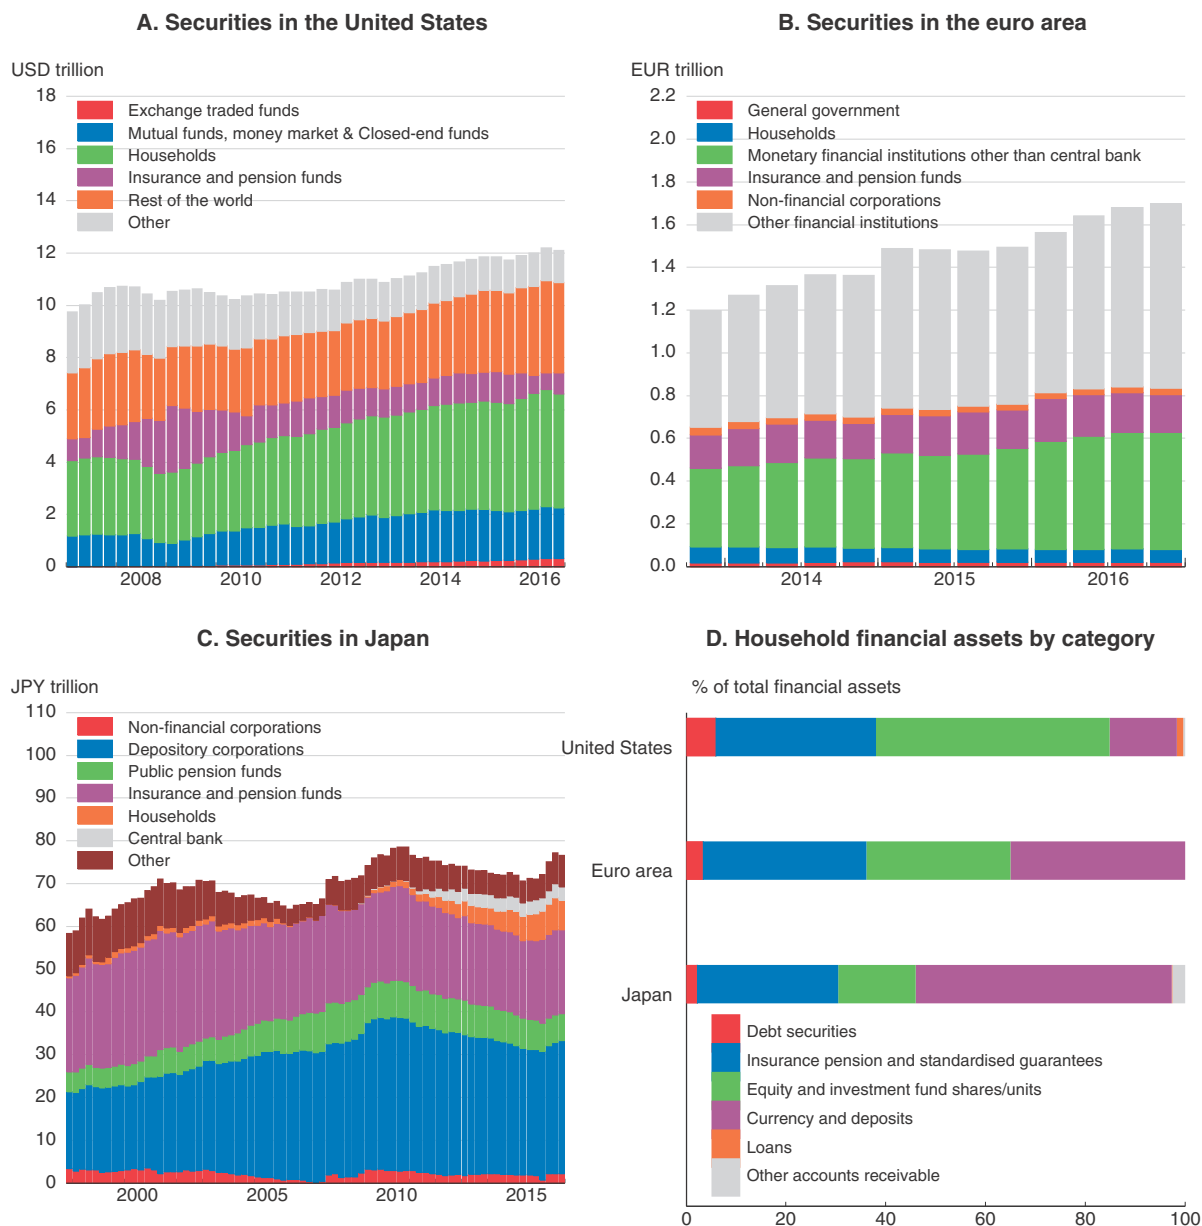 A. Securities in the United States
USD trillion
18
16
14
12
10
8
6
4
2
0
Exchange traded funds
Mutual funds, money market & Closed-end funds
Households
Insurance and pension funds
Rest of the world
Other
2008 2010 2012 2014 2016
B. Securities in the euro area
EUR trillion
2.2
2.0
1.8
1.6
1.4
1.2
1.0
0.8
0.6
0.4
0.2
0.0
General government
Households
Monetary financial institutions other than central bank
Insurance and pension funds
Non-financial corporations
Other financial institutions
2014 2015 2016
C. Securities in Japan
JPY trillion
110
100
90
80
70
60
50
40
30
20
10
0
Non-financial corporations
Depository corporations
Public pension funds
Insurance and pension funds
Households
Central bank
Other
2000 2005 2010 2015
D. Household financial assets by category
% of total financial assets
United States
Euro area
Japan
Debt securities
Insurance pension and standardised guarantees
Equity and investment fund shares/units
Currency and deposits
Loans
Other accounts receivable
0 20 40 60 80 100